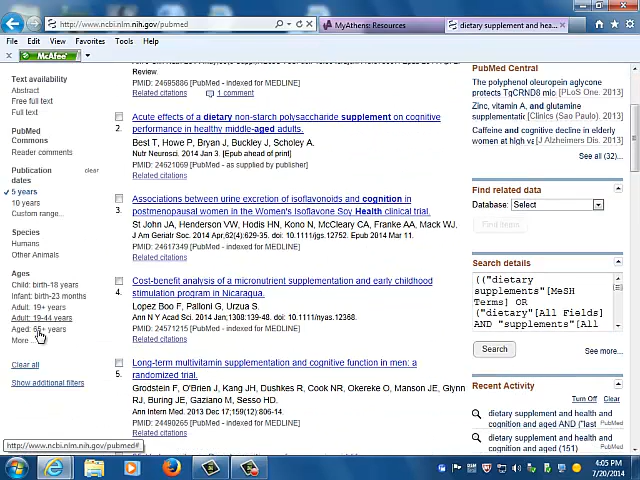 http://www.ncbi.nlm.nih.gov/pubmed
MyAthens: Resources
dietary supplement and hea...
File Edit View Favorites Tools Help
McAfee
Text availability
Abstract
Free full text
Full text
PubMed
Commons
Reader comments
Publication
dates
clear
5 years
10 years
Custom range...
Species
Humans
Other Animals
Ages
Child: birth-18 years
Infant: birth-23 months
Adult: 19+ years
Adult: 19-44 years
Aged: 65+ years
More
Clear all
Show additional filters
http://www.ncbi.nlm.nih.gov/pubmed#
Review.
PMID: 24695886 [PubMed - indexed for MEDLINE]
Related citations 1 comment
Acute effects of a dietary non-starch polysaccharide supplement on cognitive
2. performance in healthy middle-aged adults.
Best T, Howe P, Bryan J, Buckley J, Scholey A.
Nutr Neurosci. 2014 Jan 3. [Epub ahead of print]
PMID: 24621069 [PubMed - as supplied by publisher]
Related citations
Associations between urine excretion of isoflavonoids and cognition in
3. postmenopausal women in the Women's Isoflavone Soy Health clinical trial.
St John JA, Henderson VW, Hodis HN, Kono N, McCleary CA, Franke AA, Mack WJ.
J Am Geriatr Soc. 2014 Apr;62(4):629-35. doi: 10.1111/jgs.12752. Epub 2014 Mar 11.
PMID: 24617349 [PubMed - indexed for MEDLINE]
Related citations
Cost-benefit analysis of a micronutrient supplementation and early childhood
4. stimulation program in Nicaragua.
Lopez Boo F, Palloni G, Urzua S.
Ann N Y Acad Sci. 2014 Jan;1308:139-48. doi: 10.1111/nyas.12368.
PMID: 24571215 [PubMed - indexed for MEDLINE]
Related citations
Long-term multivitamin supplementation and cognitive function in men: a
5. randomized trial.
Grodstein F, O'Brien J, Kang JH, Dushkes R, Cook NR, Okereke O, Manson JE, Glynn
RJ, Buring JE, Gaziano M, Sesso HD.
Ann Intern Med. 2013 Dec 17;159(12):806-14.
PMID: 24490265 [PubMed - indexed for MEDLINE]
Related citations
PubMed Central
The polyphenol oleuropein aglycone
protects TgCRND8 mic [PLoS One. 2013]
Zinc, vitamin A, and glutamine
supplementati [Clinics (Sao Paulo). 2013]
Caffeine and cognitive decline in elderly
women at high va [J Alzheimers Dis. 2013]
See all (32)...
Find related data
Database: Select
Find items
Search details
(("dietary
supplements"[MeSH
Terms] OR
("dietary"[All Fields]
AND "supplements"[All
Search
See more...
Recent Activity
Turn Off Clear
dietary supplement and health and
cognition and AND ("last PubMed
dietary supplement and health and
cognition and (151)
4:05 PM
7/20/2014